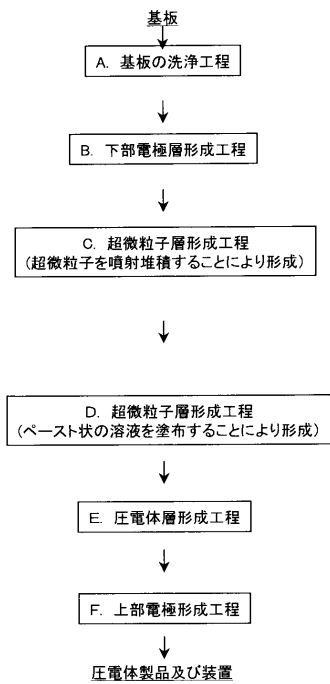 基板
A. 基板の洗浄工程
B. 下部電極層形成工程
C. 超微粒子層形成工程
(超微粒子を噴射堆積することにより形成)
D. 超微粒子層形成工程
(ペースト状の溶液を塗布することにより形成)
E. 圧電体層形成工程
F. 上部電極形成工程
圧電体製品及び装置